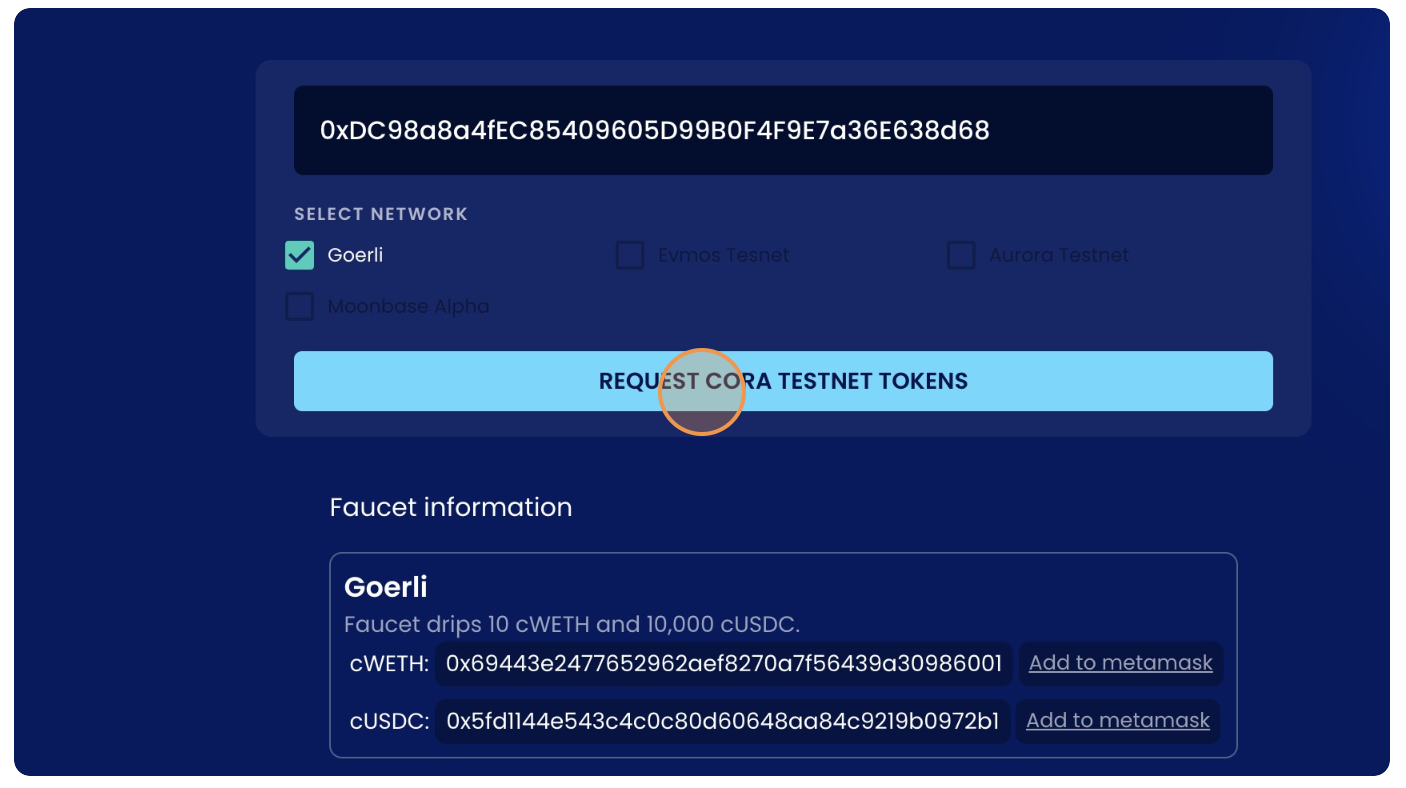 0xDC98a8a4fEC85409605D99B0F4F9E7a36E638d68
SELECT NETWORK
Goerli Evmos Tesnet Aurora Testnet
Moonbase Alpha
REQUEST CORA TESTNET TOKENS
Faucet information
Goerli
Faucet drips 10 cWETH and 10,000 cUSDC.
cWETH: 0x69443e2477652962aef8270a7f56439a30986001 Add to metamask
cUSDC: 0x5fd1144e543c4c0c80d60648aa84c9219b0972b1 Add to metamask